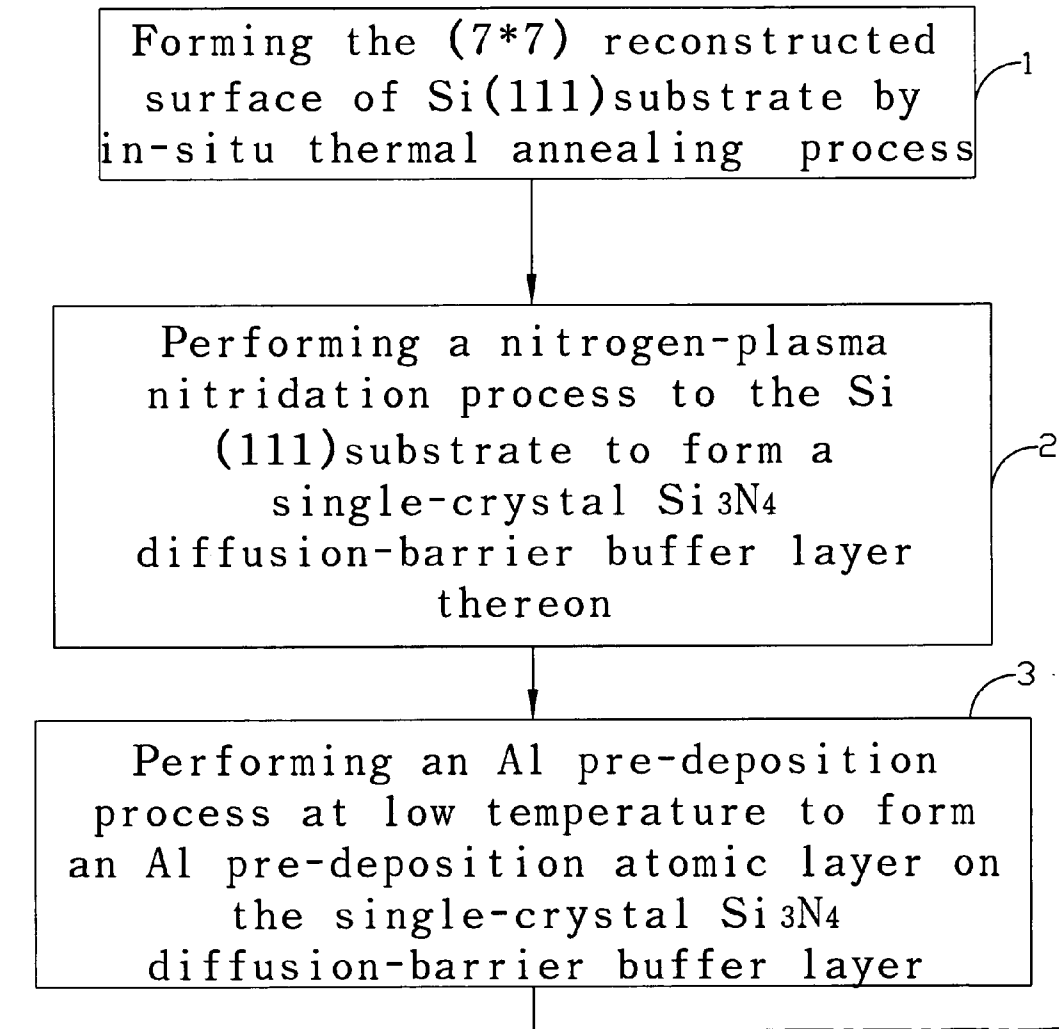 Forming the (7*7) reconstructed
surface of Si(111)substrate by
in-situ thermal annealing process
1
Performing a nitrogen-plasma
nitridation process to the Si
(111)substrate to form a
single-crystal Si3N4
diffusion-barrier buffer layer
thereon
2
3
Performing an Al pre-deposition
process at low temperature to form
an Al pre-deposition atomic layer on
the single-crystal Si3N4
diffusion-barrier buffer layer